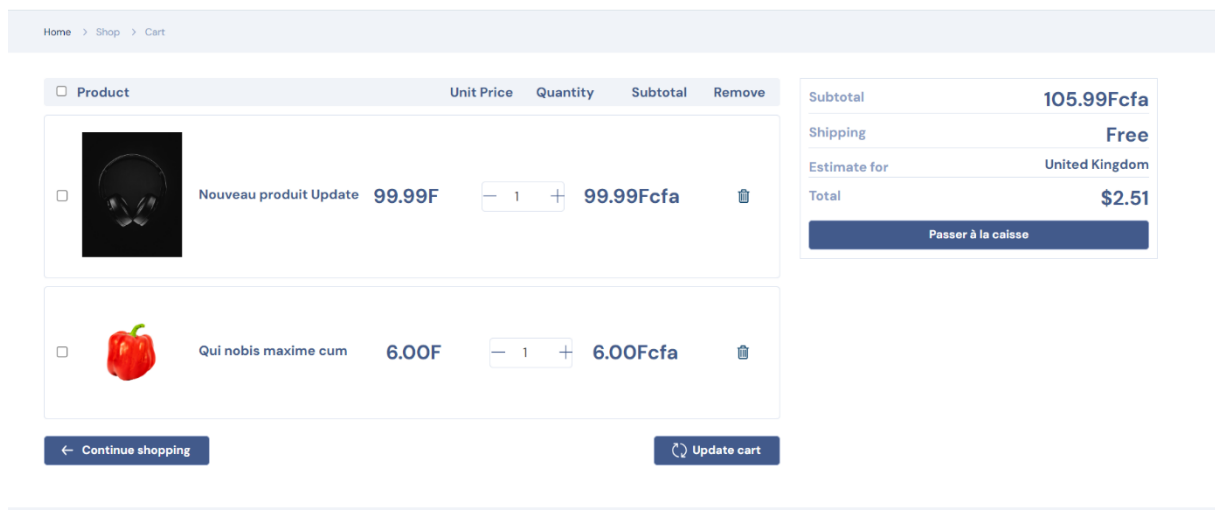 Home > Shop > Cart
Product Unit Price Quantity Subtotal Remove
Nouveau produit Update 99.99F — 1 + 99.99Fcfa
Qui nobis maxime cum 6.00F — 1 + 6.00Fcfa
← Continue shopping
Update cart
Subtotal 105.99Fcfa
Shipping Free
Estimate for United Kingdom
Total $2.51
Passer à la caisse